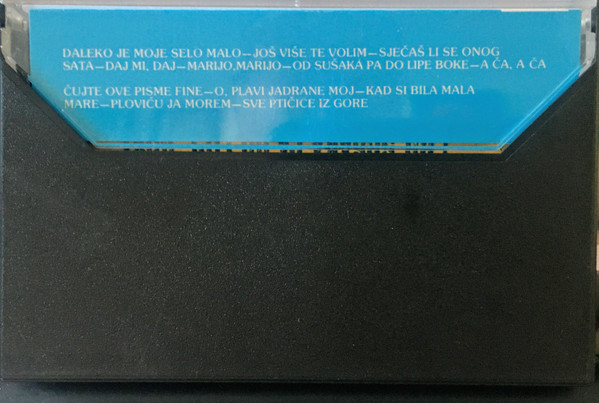 DALEKO JE MOJE SELO MALO—JOŠ VIŠE TE VOLIM—SJEĆAŠ LI SE ONOG
SATA—DAJ MI, DAJ—MARIJO,MARIJO—OD SUŠAKA PA DO LIPE BOKE—A ČA, A ČA
ČUJTE OVE PISME FINE—O, PLAVI JADRANE MOJ—KAD SI BILA MALA
MARE—PLOVIĆU JA MOREM—SVE PTIČICE IZ GORE